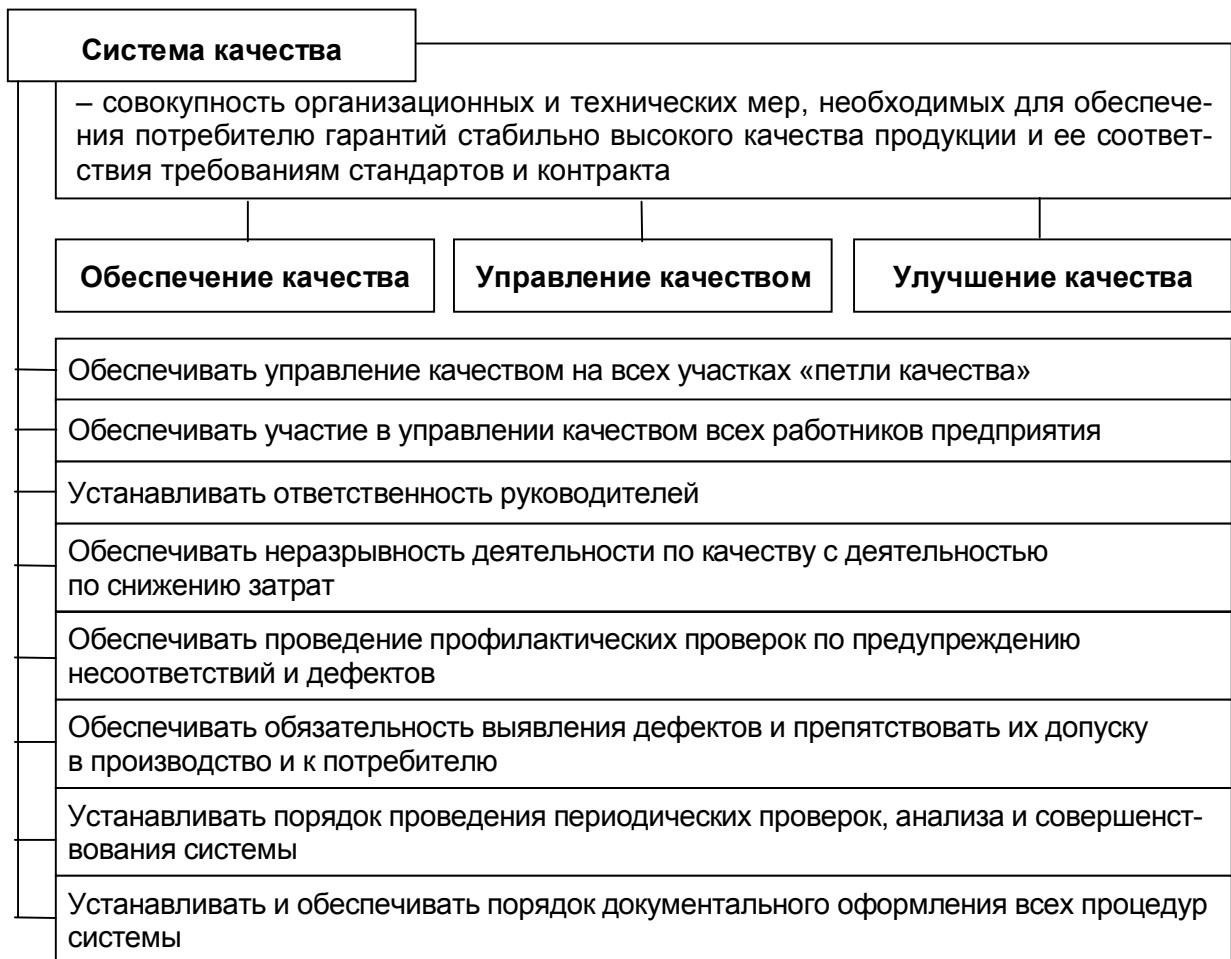 Система качества
– совокупность организационных и технических мер, необходимых для обеспече-
ния потребителю гарантий стабильно высокого качества продукции и ее соответ-
ствия требованиям стандартов и контракта
Обеспечение качества
Управление качеством
Улучшение качества
Обеспечивать управление качеством на всех участках «петли качества»
Обеспечивать участие в управлении качеством всех работников предприятия
Устанавливать ответственность руководителей
Обеспечивать неразрывность деятельности по качеству с деятельностью
по снижению затрат
Обеспечивать проведение профилактических проверок по предупреждению
несоответствий и дефектов
Обеспечивать обязательность выявления дефектов и препятствовать их допуску
в производство и к потребителю
Устанавливать порядок проведения периодических проверок, анализа и совершенст-
вования системы
Устанавливать и обеспечивать порядок документального оформления всех процедур
системы